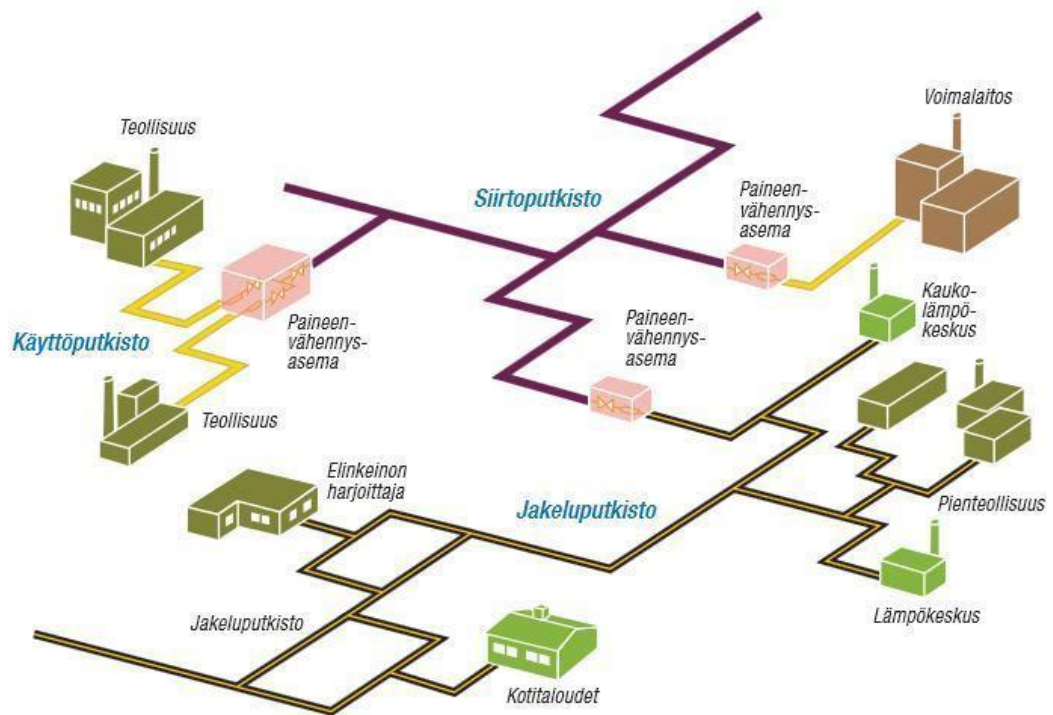 Voimalaitos
Teollisuus
Siirtoputkisto
Paineen-
vähennys-
asema
Kauko-
lämpö-
keskus
Käyttöputkisto
Paineen-
vähennys-
asema
Paineen-
vähennys-
asema
Teollisuus
Elinkeinon
harjoittaja
Jakeluputkisto
Pienteollisuus
Lämpökeskus
Jakeluputkisto
Kotitaloudet